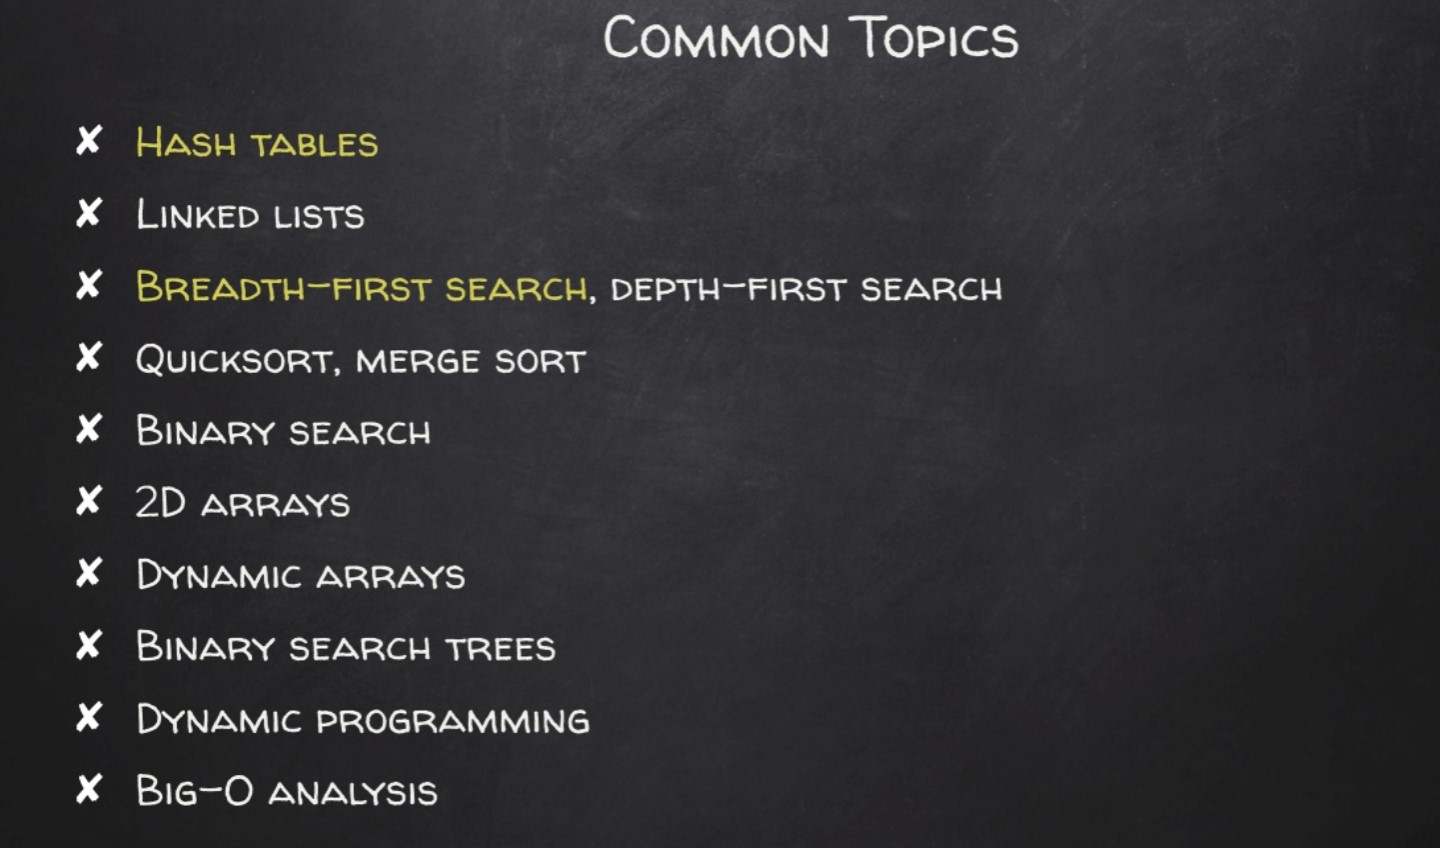 Common Topics
✘ Hash tables
✘ Linked lists
✘ Breadth-first search, depth-first search
✘ Quicksort, merge sort
✘ Binary search
✘ 2D arrays
✘ Dynamic arrays
✘ Binary search trees
✘ Dynamic programming
✘ Big-O analysis